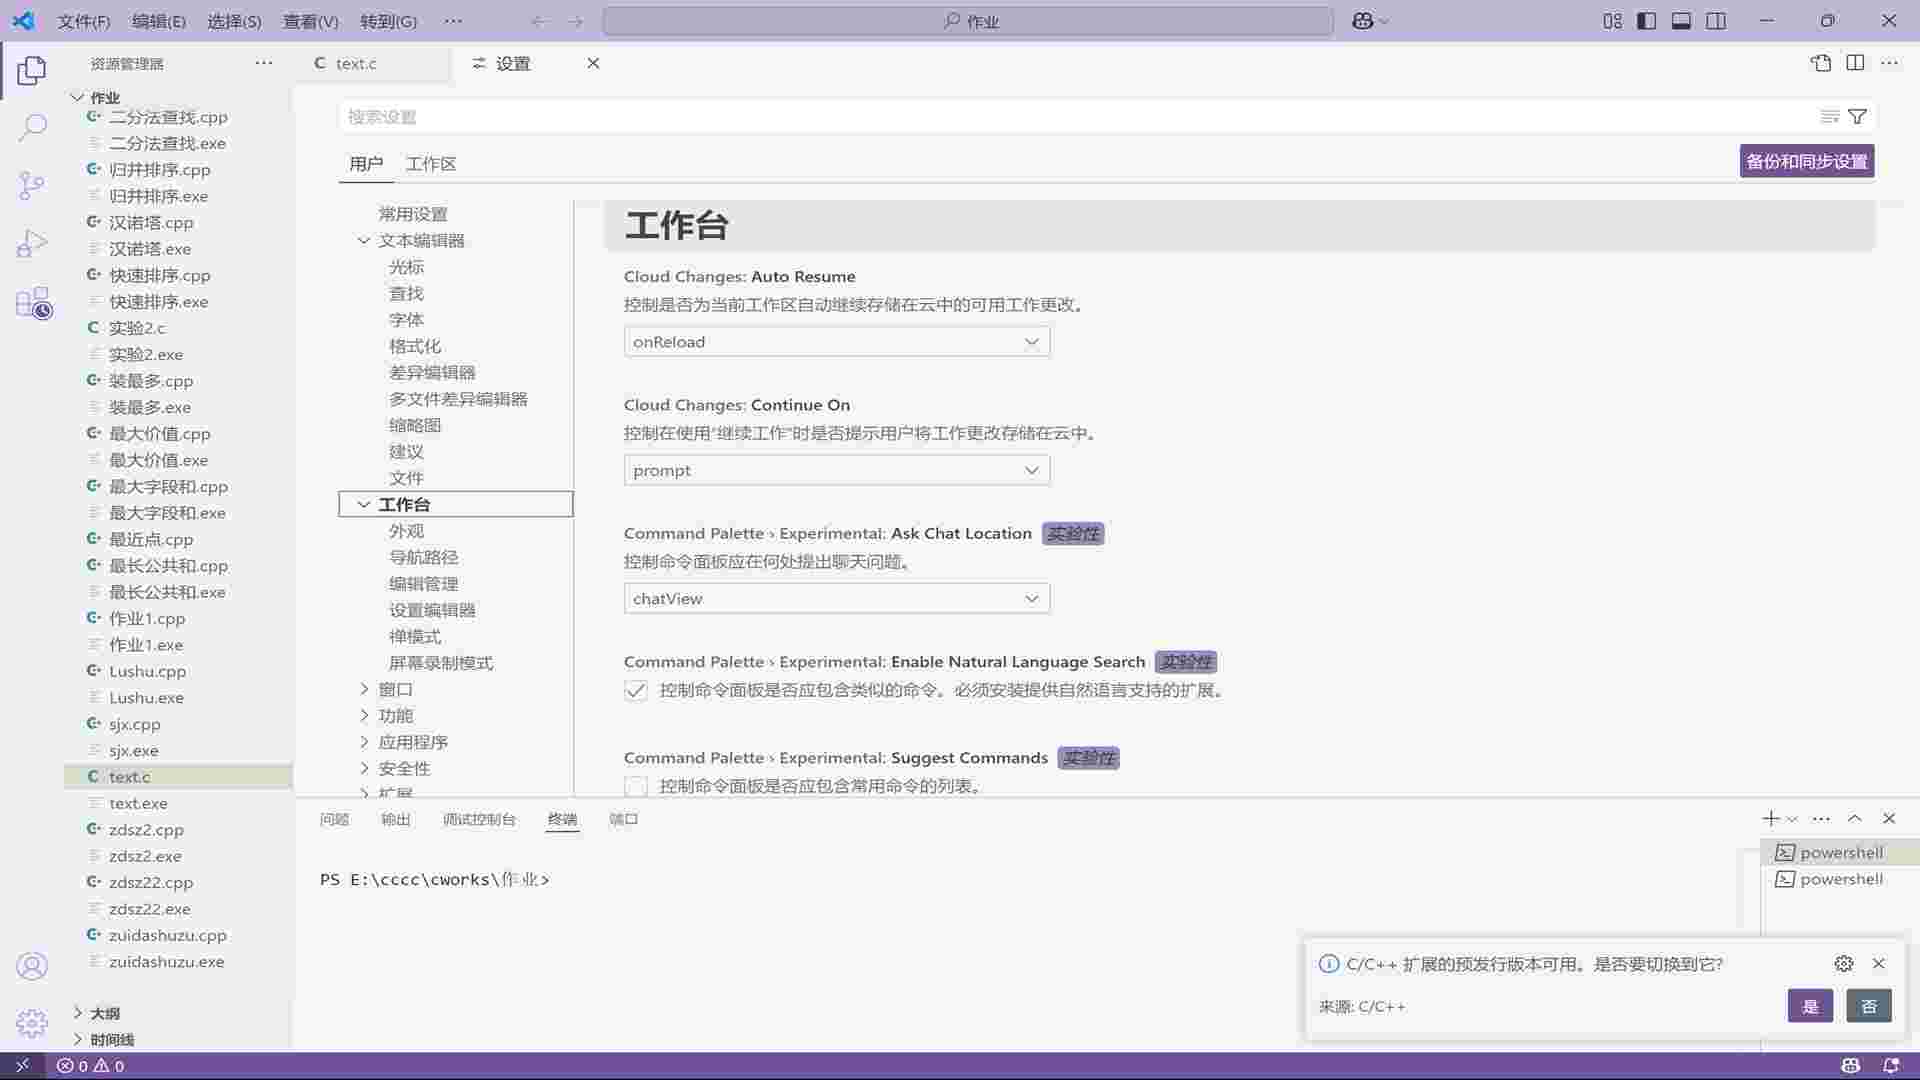 文件(F) 编辑(E) 选择(S) 查看(V) 转到(G) ··· 作业
资源管理器 ···
C text.c 设置
作业
二分法查找.cpp
二分法查找.exe
归并排序.cpp
归并排序.exe
汉诺塔.cpp
汉诺塔.exe
快速排序.cpp
快速排序.exe
C 实验2.c
实验2.exe
装最多.cpp
装最多.exe
最大价值.cpp
最大价值.exe
最大字段和.cpp
最大字段和.exe
最近点.cpp
最长公共和.cpp
最长公共和.exe
作业1.cpp
作业1.exe
Lushu.cpp
Lushu.exe
sjx.cpp
sjx.exe
C text.c
text.exe
zdsz2.cpp
zdsz2.exe
zdsz22.cpp
zdsz22.exe
zuidashuzu.cpp
zuidashuzu.exe
大纲
时间线
搜索设置
用户 工作区
备份和同步设置
常用设置
文本编辑器
光标
查找
字体
格式化
差异编辑器
多文件差异编辑器
缩略图
建议
文件
工作台
外观
导航路径
编辑管理
设置编辑器
禅模式
屏幕录制模式
窗口
功能
应用程序
安全性
扩展
工作台
Cloud Changes: Auto Resume
控制是否为当前工作区自动继续存储在云中的可用工作更改。
onReload
Cloud Changes: Continue On
控制在使用“继续工作”时是否提示用户将工作更改存储在云中。
prompt
Command Palette › Experimental: Ask Chat Location 实验性
控制命令面板应在何处提出聊天问题。
chatView
Command Palette › Experimental: Enable Natural Language Search 实验性
控制命令面板是否应包含类似的命令。必须安装提供自然语言支持的扩展。
Command Palette › Experimental: Suggest Commands 实验性
控制命令面板是否应包含常用命令的列表。
问题 输出 调试控制台 终端 端口
PS E:\cccc\cworks\作业>
powershell
powershell
C/C++ 扩展的预发行版本可用。是否要切换到它?
来源: C/C++
是 否
0 0